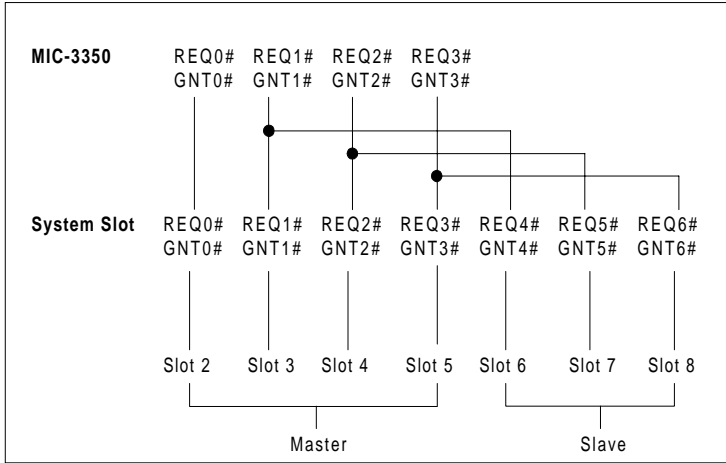 MIC-3350 REQ0# REQ1# REQ2# REQ3#
GNT0# GNT1# GNT2# GNT3#
System Slot REQ0# REQ1# REQ2# REQ3# REQ4# REQ5# REQ6#
GNT0# GNT1# GNT2# GNT3# GNT4# GNT5# GNT6#
Slot 2 Slot 3 Slot 4 Slot 5 Slot 6 Slot 7 Slot 8
Master Slave